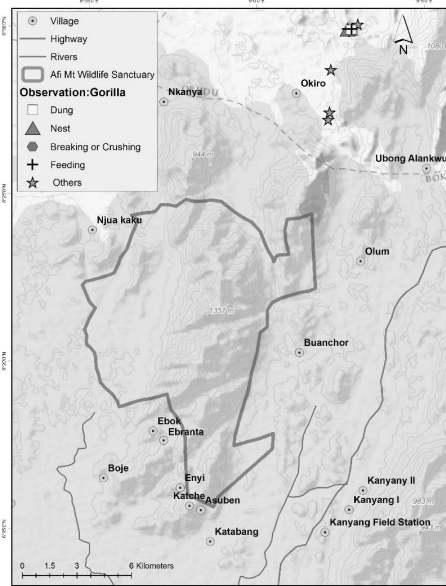 Village
Highway
Rivers
Afi Mt Wildlife Sanctuary
Observation:Gorilla
Dung
Nest
Breaking or Crushing
Feeding
Others
N
Okiro
Nkanya
944 m
Ubong Alankwu
Njua kaku
Olum
1357 m
Buanchor
Ebok
Ebranta
Boje
Enyi
Katche
Asuben
Kanyany II
Kanyang I
983 m
Kanyang Field Station
943 m
Katabang
0 1.5 3 6 Kilometers